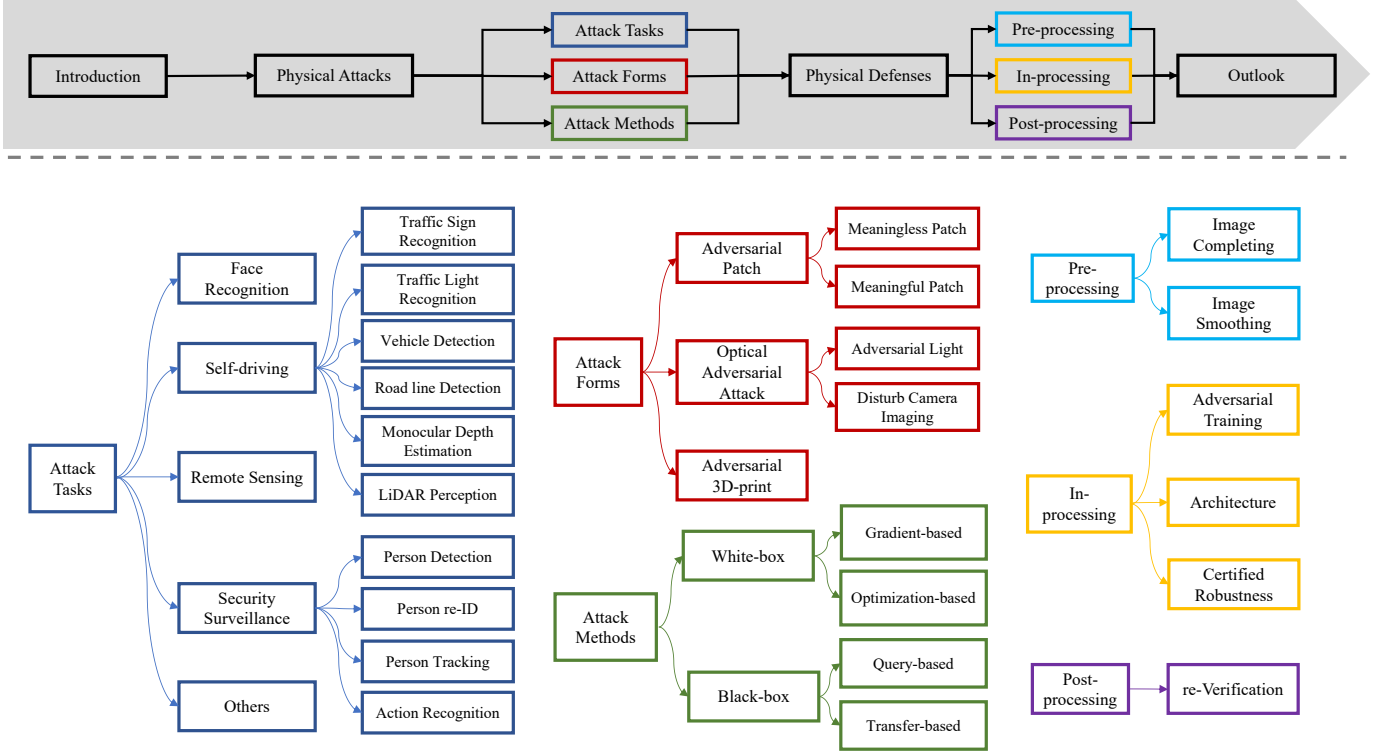 Introduction
Physical Attacks
Attack Tasks
Attack Forms
Attack Methods
Physical Defenses
Pre-processing
In-processing
Post-processing
Outlook
Attack
Tasks
Face
Recognition
Self-driving
Remote Sensing
Security
Surveillance
Others
Traffic Sign
Recognition
Traffic Light
Recognition
Vehicle Detection
Road line Detection
Monocular Depth
Estimation
LiDAR Perception
Person Detection
Person re-ID
Person Tracking
Action Recognition
Attack
Forms
Adversarial
Patch
Optical
Adversarial
Attack
Adversarial
3D-print
Meaningless Patch
Meaningful Patch
Adversarial Light
Disturb Camera
Imaging
Attack
Methods
White-box
Black-box
Gradient-based
Optimization-based
Query-based
Transfer-based
Pre-
processing
Image
Completing
Image
Smoothing
In-
processing
Adversarial
Training
Architecture
Certified
Robustness
Post-
processing
re-Verification